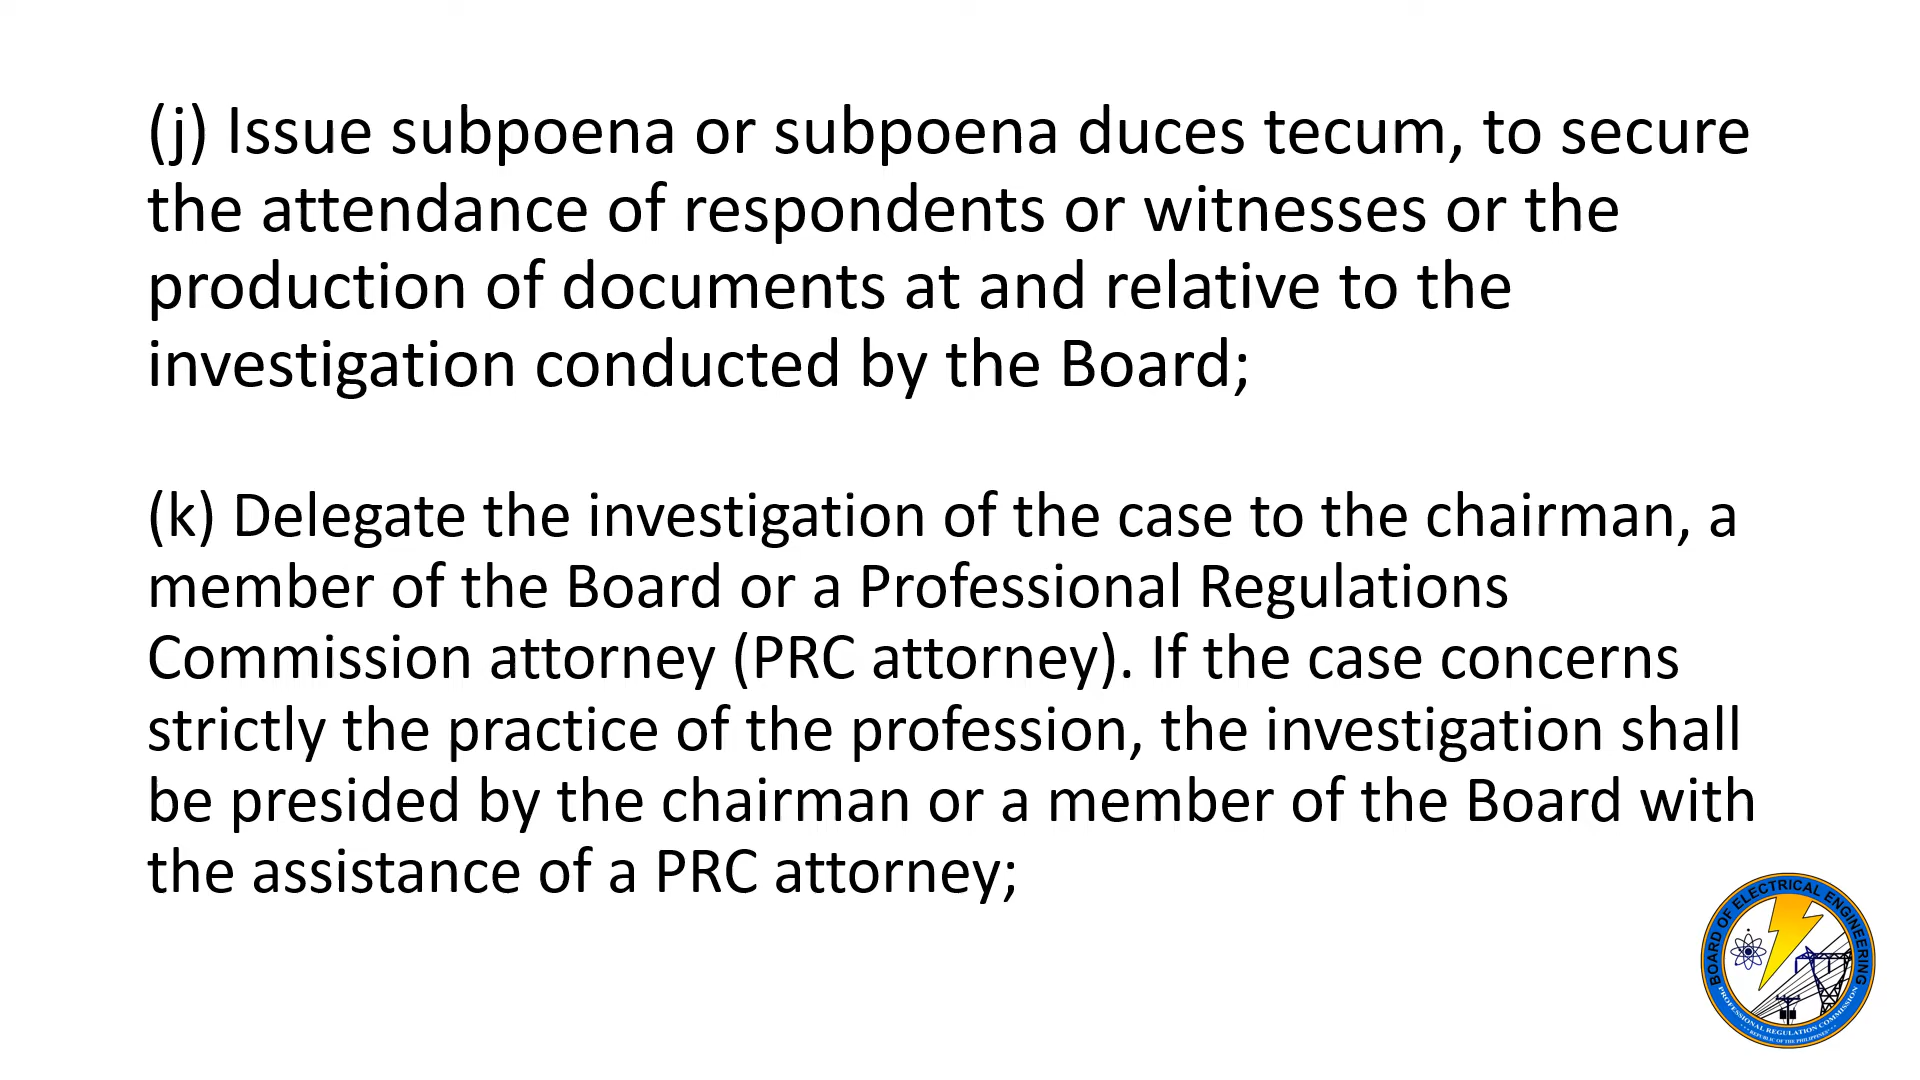 (j) Issue subpoena or subpoena duces tecum, to secure
the attendance of respondents or witnesses or the
production of documents at and relative to the
investigation conducted by the Board;
(k) Delegate the investigation of the case to the chairman, a
member of the Board or a Professional Regulations
Commission attorney (PRC attorney). If the case concerns
strictly the practice of the profession, the investigation shall
be presided by the chairman or a member of the Board with
the assistance of a PRC attorney;
BOARD OF ELECTRICAL ENGINEERING
PROFESSIONAL REGULATION COMMISSION
REPUBLIC OF THE PHILIPPINES